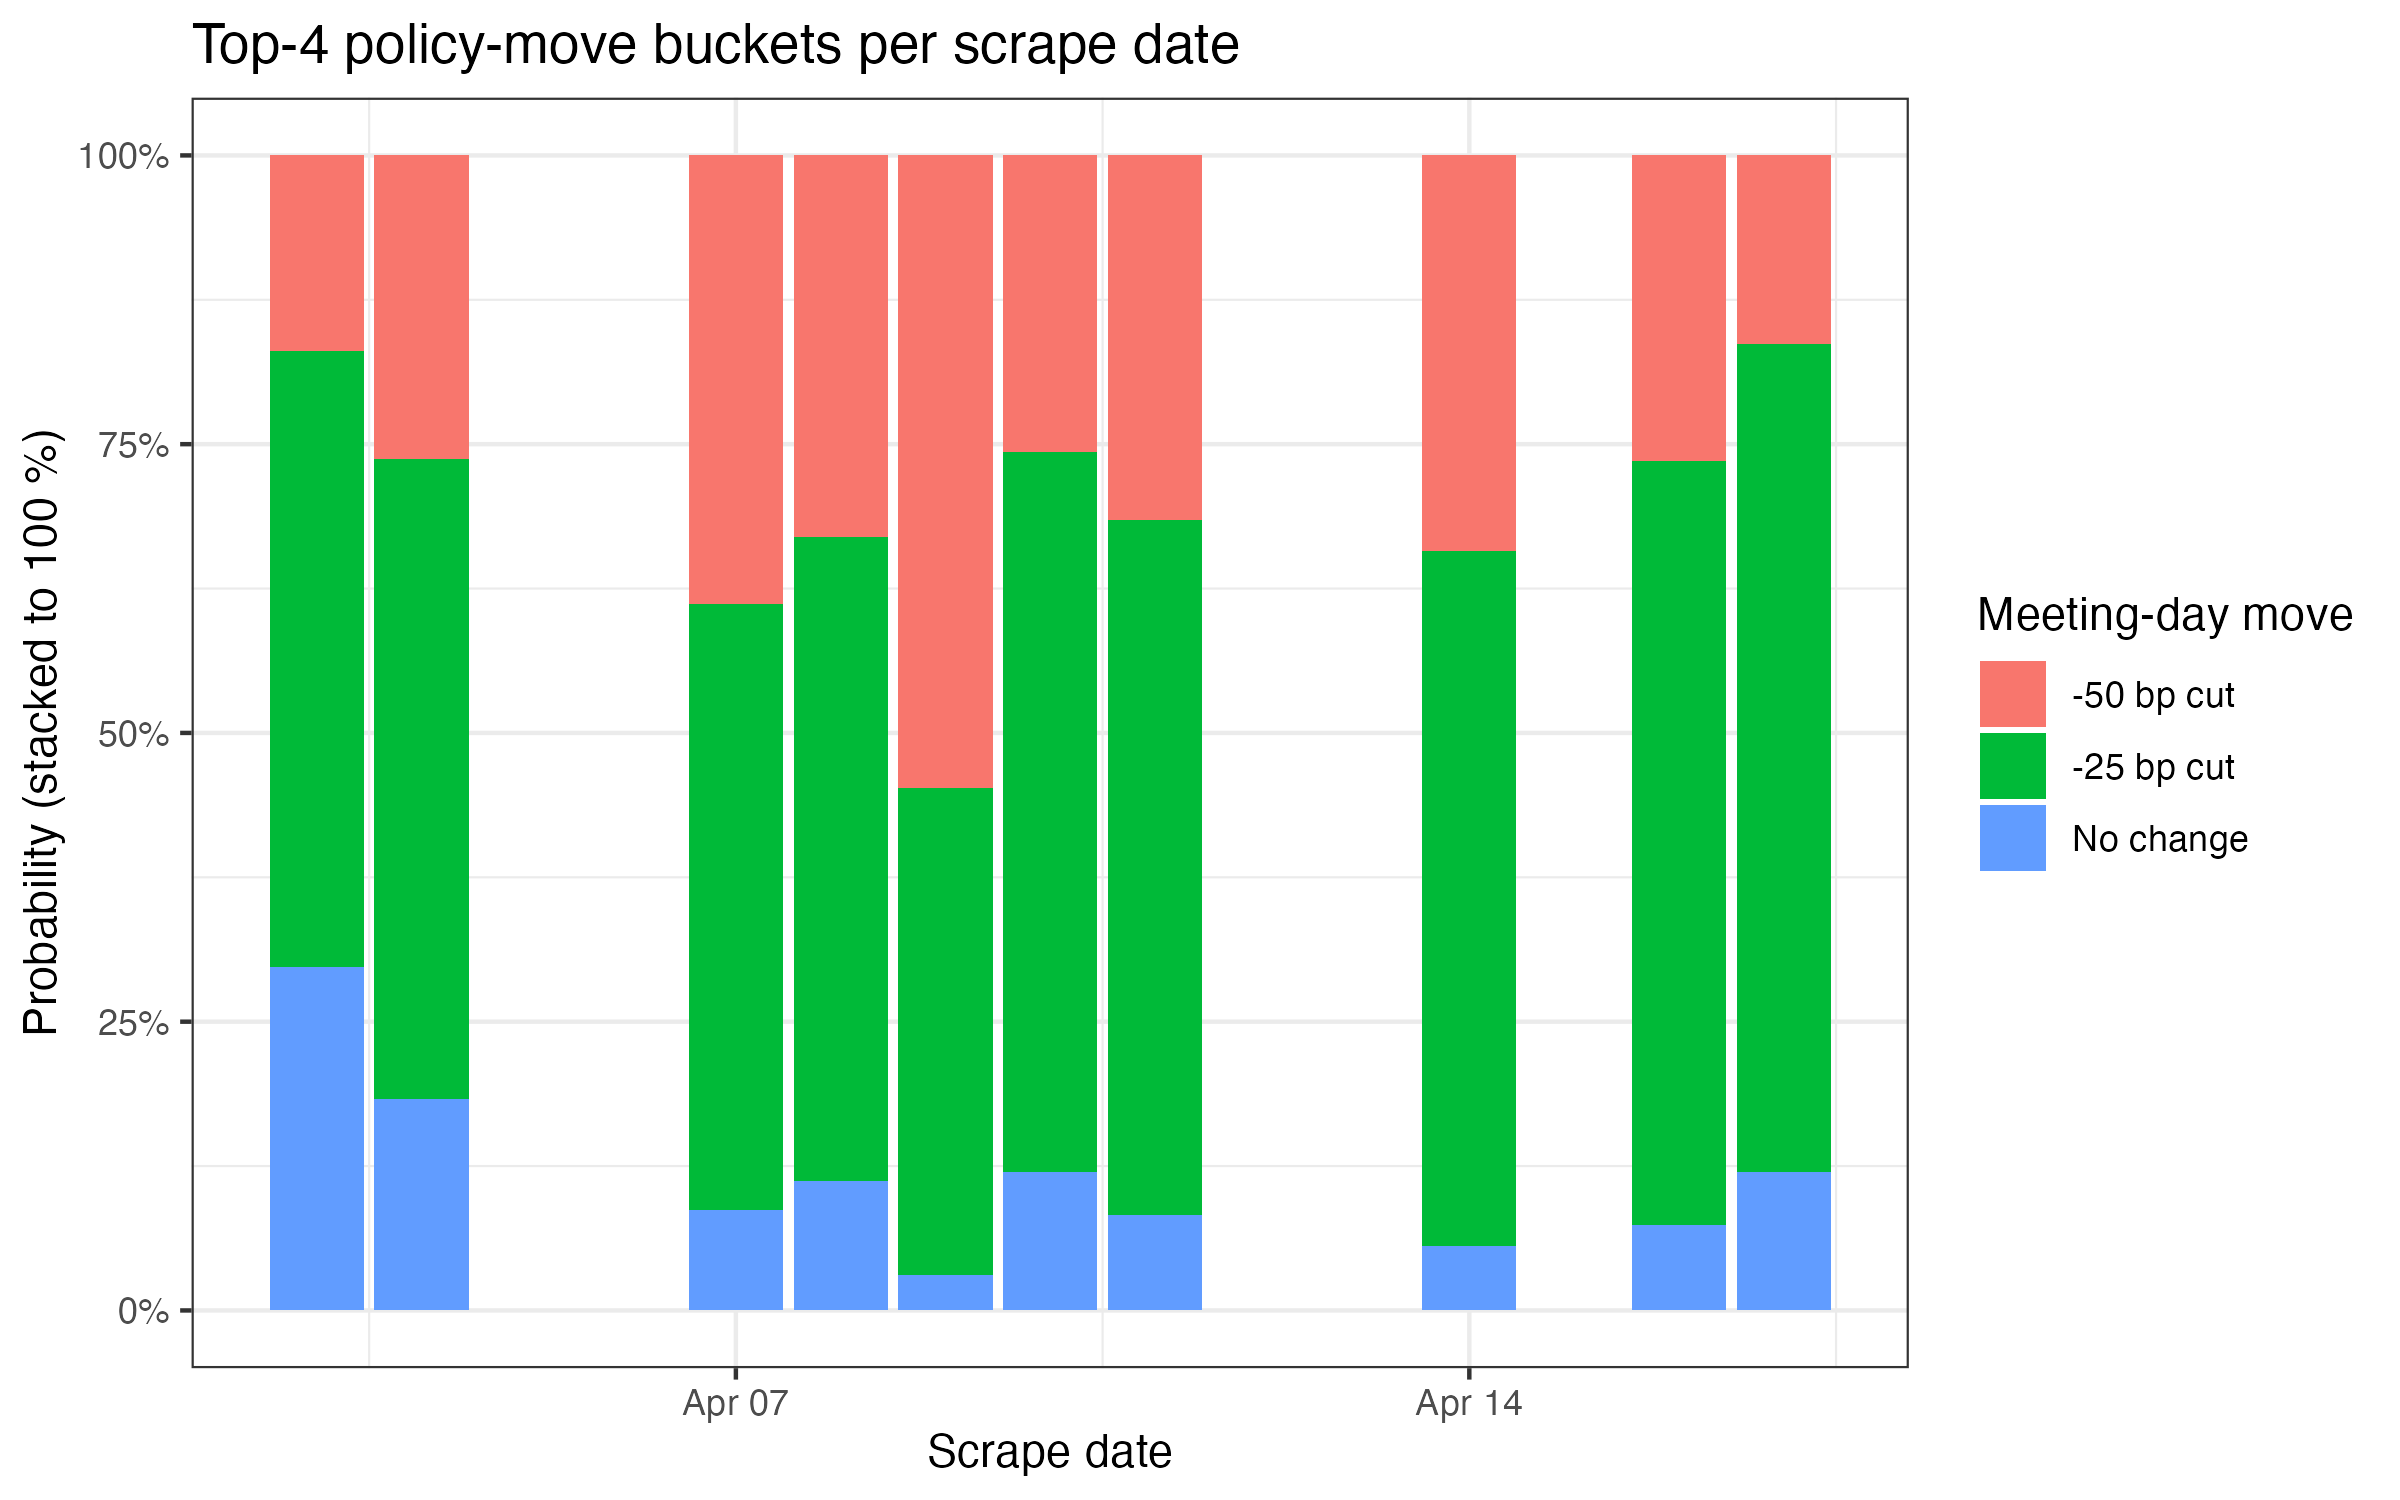 Top-4 policy-move buckets per scrape date
Probability (stacked to 100 %)
100%
75%
50%
25%
0%
Apr 07
Apr 14
Scrape date
Meeting-day move
-50 bp cut
-25 bp cut
No change